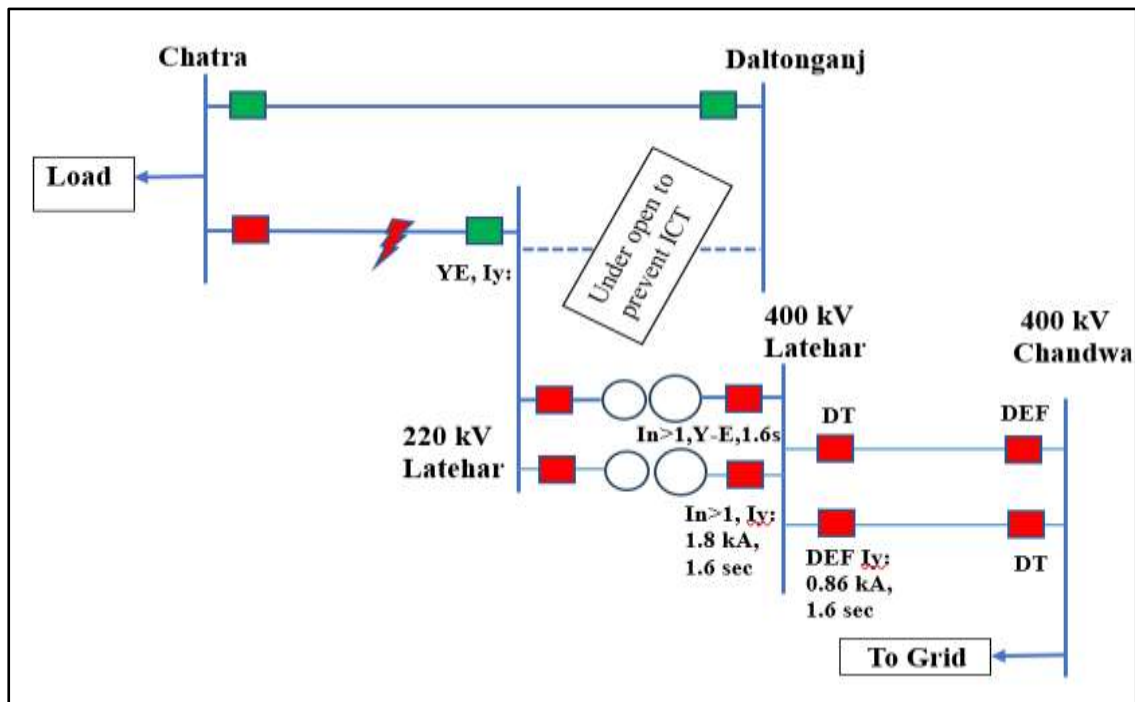 Chatra
Daltonganj
Load
Under open to
prevent ICT
YE, Iy:
400 kV
Latehar
400 kV
Chandwa
220 kV
Latehar
In>1,Y-E,1.6s
DT
DEF
In>1, Iy:
1.8 kA,
1.6 sec
DEF Iy:
0.86 kA,
1.6 sec
DT
To Grid